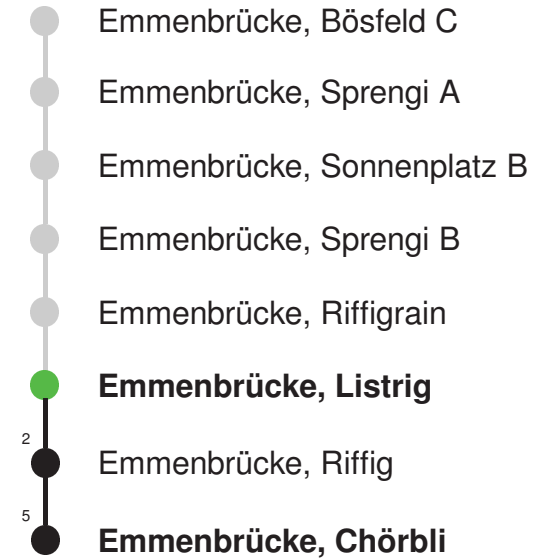 Emmenbrücke, Bösfeld C
Emmenbrücke, Sprengi A
Emmenbrücke, Sonnenplatz B
Emmenbrücke, Sprengi B
Emmenbrücke, Riffigrain
Emmenbrücke, Listrig
2
Emmenbrücke, Riffig
5
Emmenbrücke, Chörbli